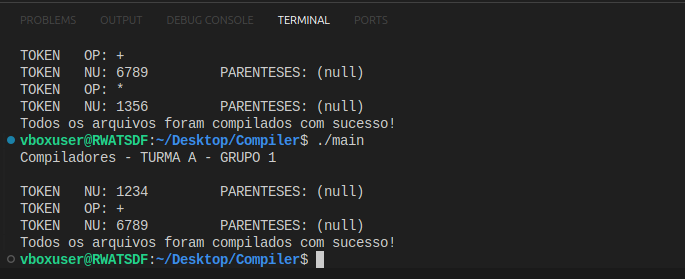 PROBLEMS OUTPUT DEBUG CONSOLE TERMINAL PORTS
TOKEN OP: +
TOKEN NU: 6789 PARENTESES: (null)
TOKEN OP: *
TOKEN NU: 1356 PARENTESES: (null)
Todos os arquivos foram compilados com sucesso!
vboxuser@RWATSDF:~/Desktop/Compiler$ ./main
Compiladores - TURMA A - GRUPO 1
TOKEN NU: 1234 PARENTESES: (null)
TOKEN OP: +
TOKEN NU: 6789 PARENTESES: (null)
Todos os arquivos foram compilados com sucesso!
vboxuser@RWATSDF:~/Desktop/Compiler$